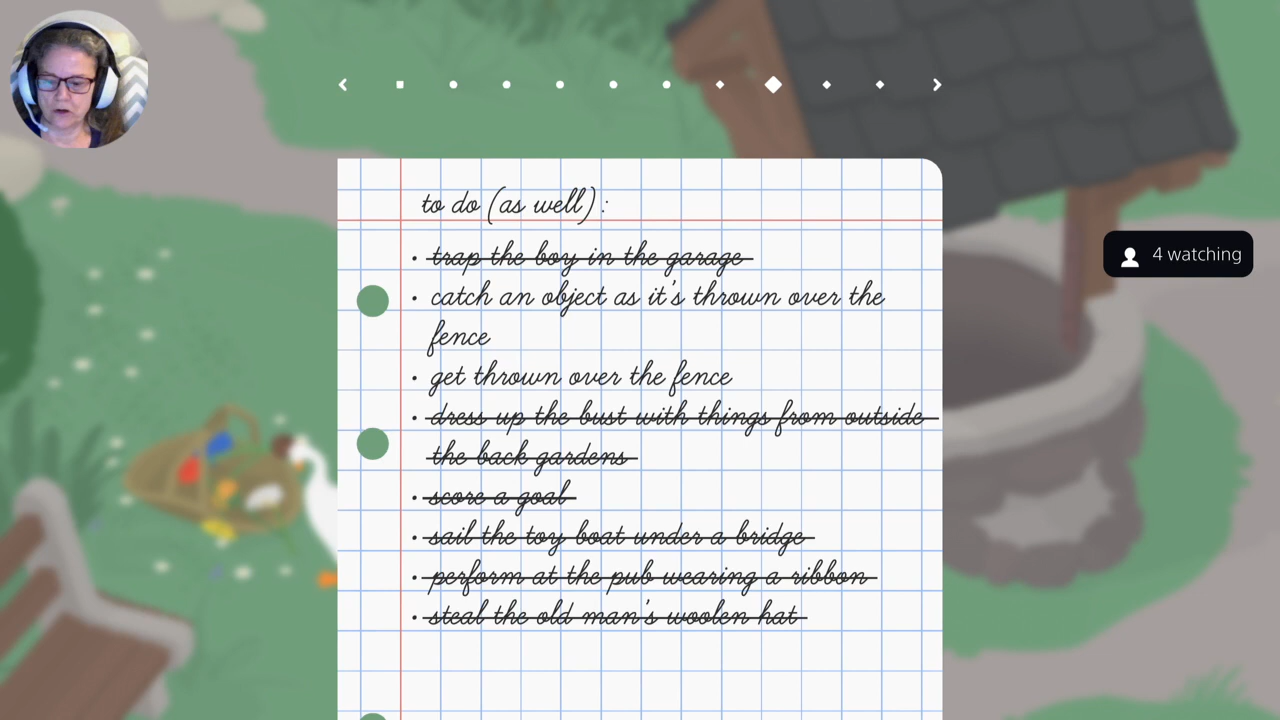 to do (as well):
• trap the boy in the garage
• catch an object as it's thrown over the
fence
• get thrown over the fence
• dress up the bust with things from outside
the back gardens
• score a goal
• sail the toy boat under a bridge
• perform at the pub wearing a ribbon
• steal the old man's woolen hat
4 watching